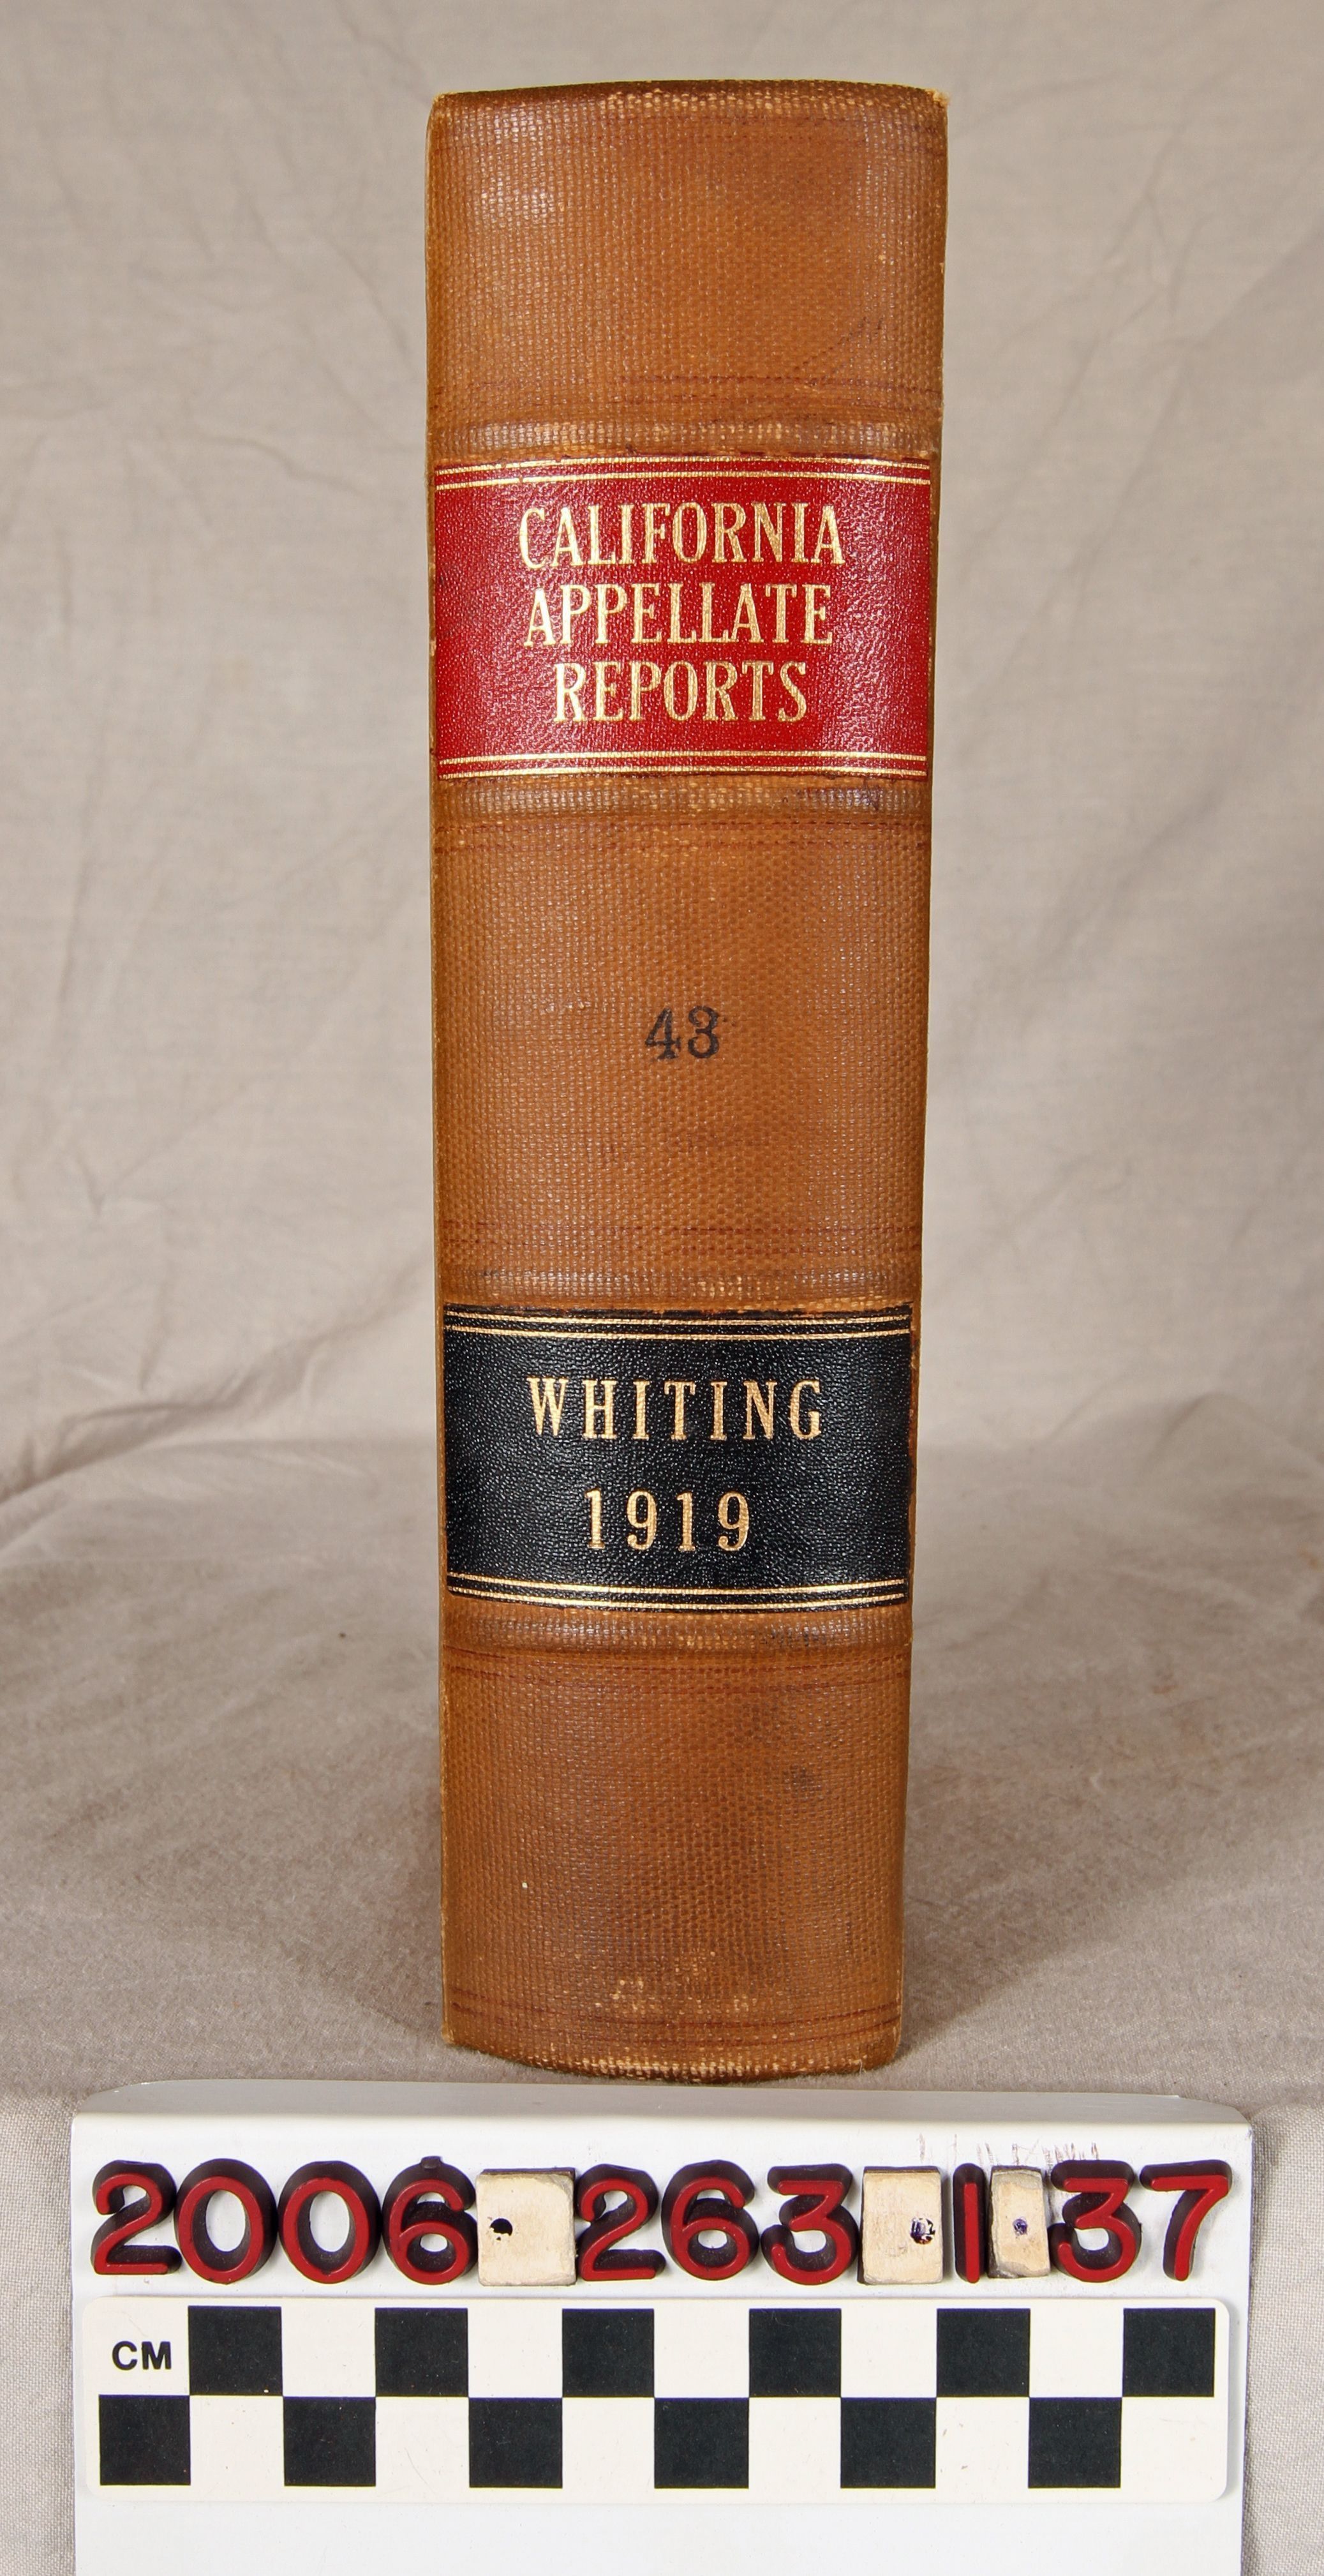 CALIFORNIA
APPELLATE
REPORTS
43
WHITING
1919
2006.263.1.37
CM